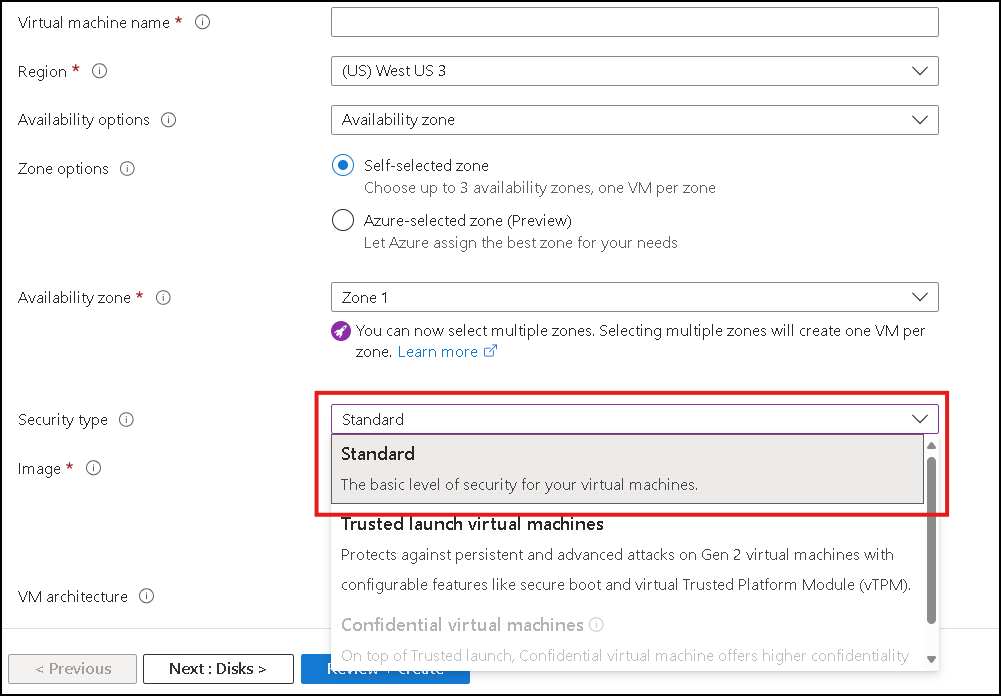 Virtual machine name *
Region *
(US) West US 3
Availability options
Availability zone
Zone options
Self-selected zone
Choose up to 3 availability zones, one VM per zone
Azure-selected zone (Preview)
Let Azure assign the best zone for your needs
Availability zone *
Zone 1
You can now select multiple zones. Selecting multiple zones will create one VM per
zone. Learn more
Security type
Standard
Standard
The basic level of security for your virtual machines.
Image *
Trusted launch virtual machines
Protects against persistent and advanced attacks on Gen 2 virtual machines with
configurable features like secure boot and virtual Trusted Platform Module (vTPM).
VM architecture
Confidential virtual machines
On top of Trusted launch, Confidential virtual machine offers higher confidentiality
< Previous
Next : Disks >
Review + create